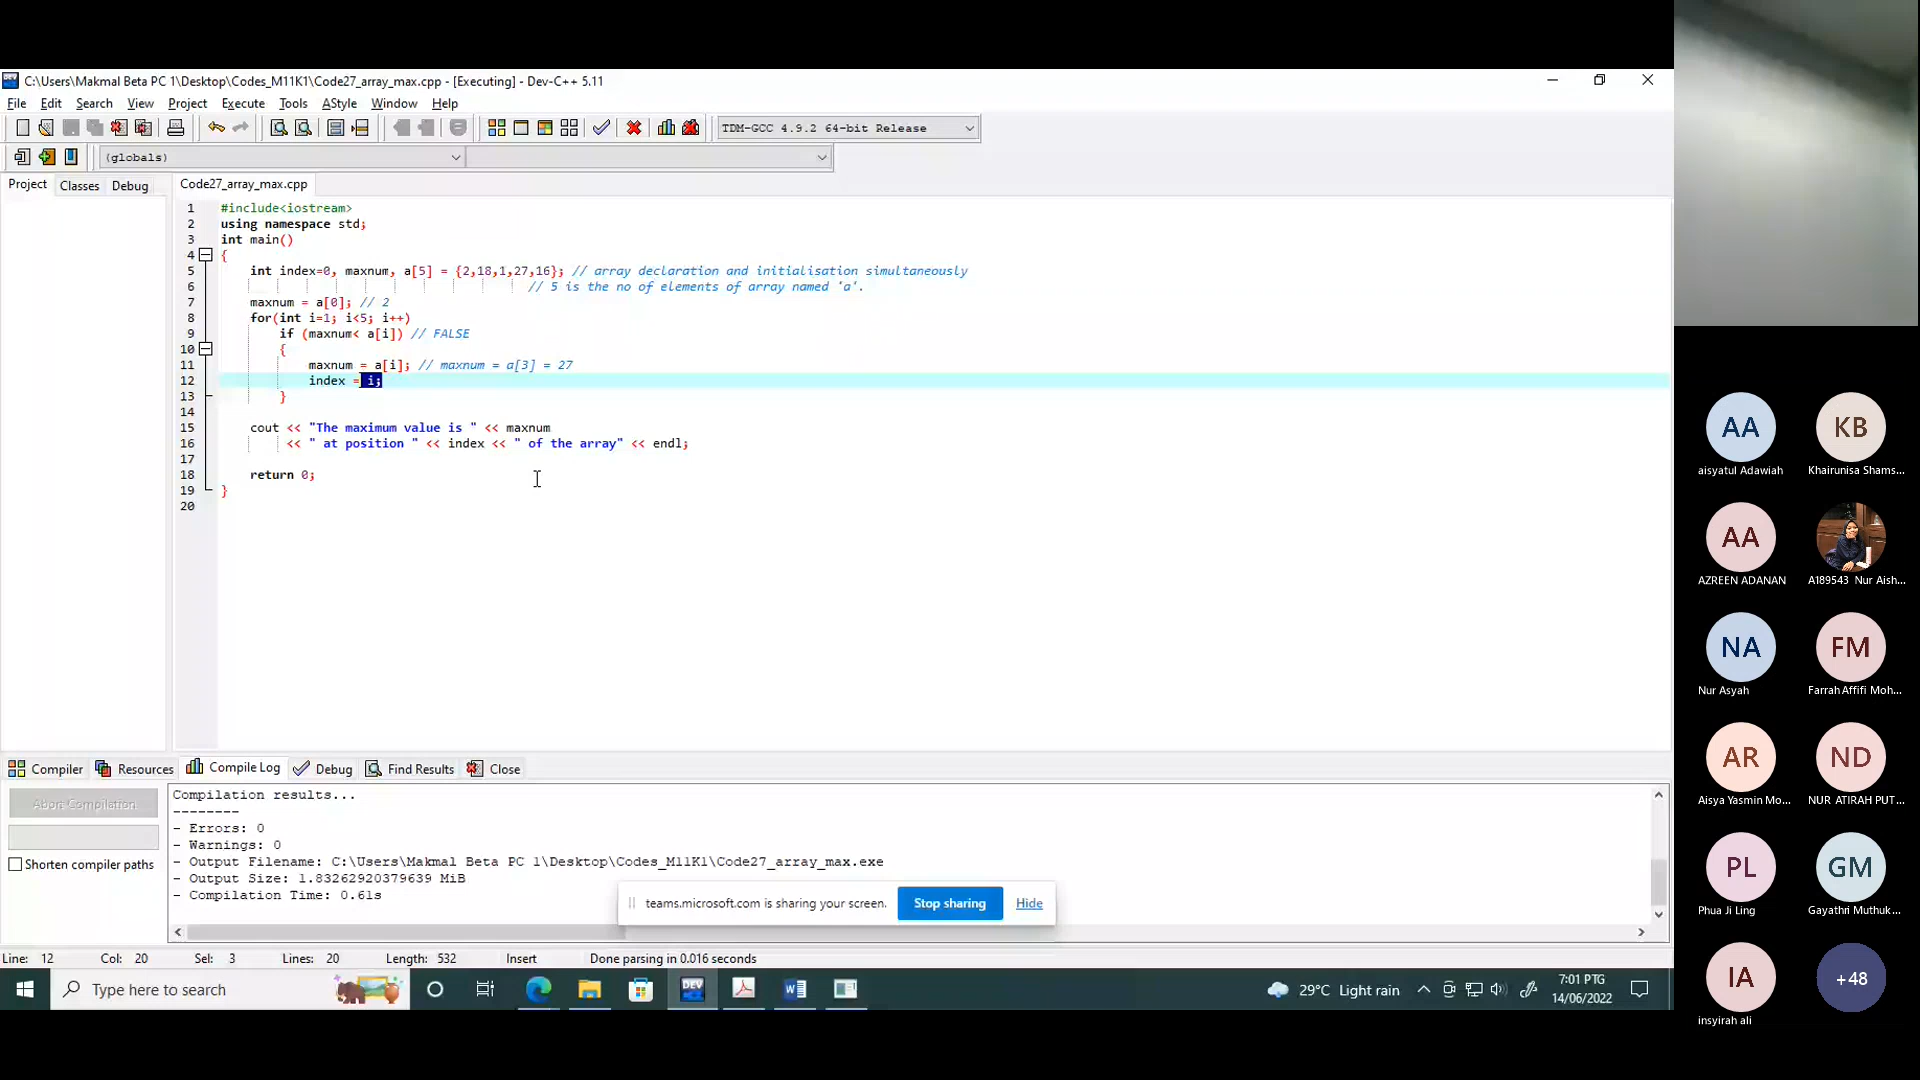 C:\Users\Makmal Beta PC 1\Desktop\Codes_M11K1\Code27_array_max.cpp - [Executing] - Dev-C++ 5.11
File Edit Search View Project Execute Tools AStyle Window Help
TDM-GCC 4.9.2 64-bit Release
(globals)
Project Classes Debug Code27_array_max.cpp
1 #include<iostream>
2 using namespace std;
3 int main()
4 {
5 int index=0, maxnum, a[5] = {2,18,1,27,16}; // array declaration and initialisation simultaneously
6 // 5 is the no of elements of array named 'a'.
7 maxnum = a[0]; // 2
8 for(int i=1; i<5; i++)
9 if (maxnum< a[i]) // FALSE
10 {
11 maxnum = a[i]; // maxnum = a[3] = 27
12 index = i;
13 }
14
15 cout << "The maximum value is " << maxnum
16 << " at position " << index << " of the array" << endl;
17
18 return 0;
19 }
20
Compiler Resources Compile Log Debug Find Results Close
Abort Compilation
Shorten compiler paths
Compilation results...
--------
- Errors: 0
- Warnings: 0
- Output Filename: C:\Users\Makmal Beta PC 1\Desktop\Codes_M11K1\Code27_array_max.exe
- Output Size: 1.83262920379639 MiB
- Compilation Time: 0.61s
teams.microsoft.com is sharing your screen. Stop sharing Hide
Line: 12 Col: 20 Sel: 3 Lines: 20 Length: 532 Insert Done parsing in 0.016 seconds
Type here to search
DEV
29°C Light rain
7:01 PTG
14/06/2022
AA KB
aisyatul Adawiah Khairunisa Shams...
AA
AZREEN ADANAN A189543 Nur Aish...
NA FM
Nur Asyah Farrah Affifi Moh...
AR ND
Aisya Yasmin Mo... NUR ATIRAH PUT...
PL GM
Phua Ji Ling Gayathri Muthuk...
IA +48
insyirah ali